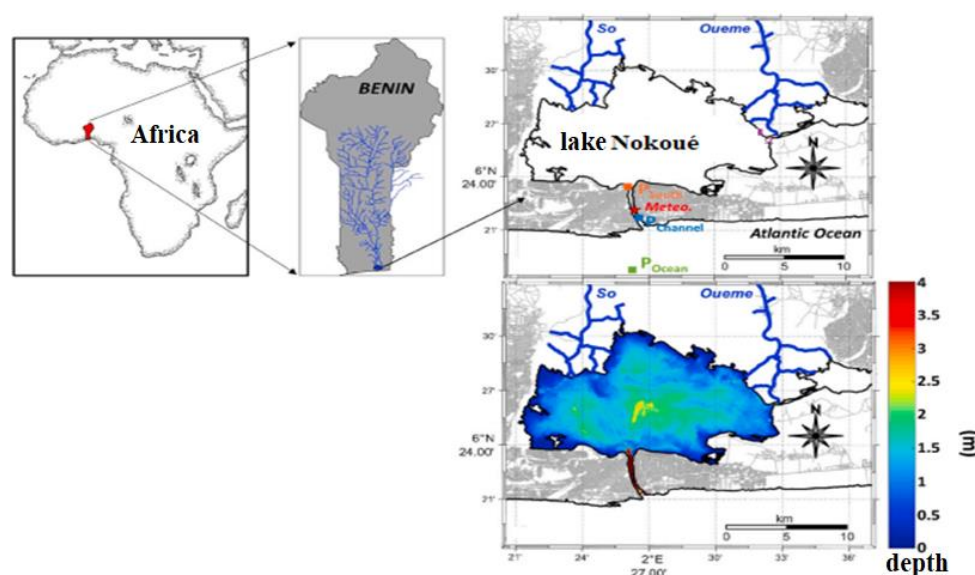 Africa
BENIN
So
Oueme
30'
27'
6°N
24.00'
21'
lake Nokoué
P South
Meteo.
P Channel
P Ocean
N
Atlantic Ocean
km
0 5 10
So
Oueme
30'
27'
6°N
24.00'
21'
N
km
0 5 10
21' 24' 2°E 30' 33' 36'
27.00'
4
3.5
3
2.5
2
1.5
1
0.5
0
(m)
depth